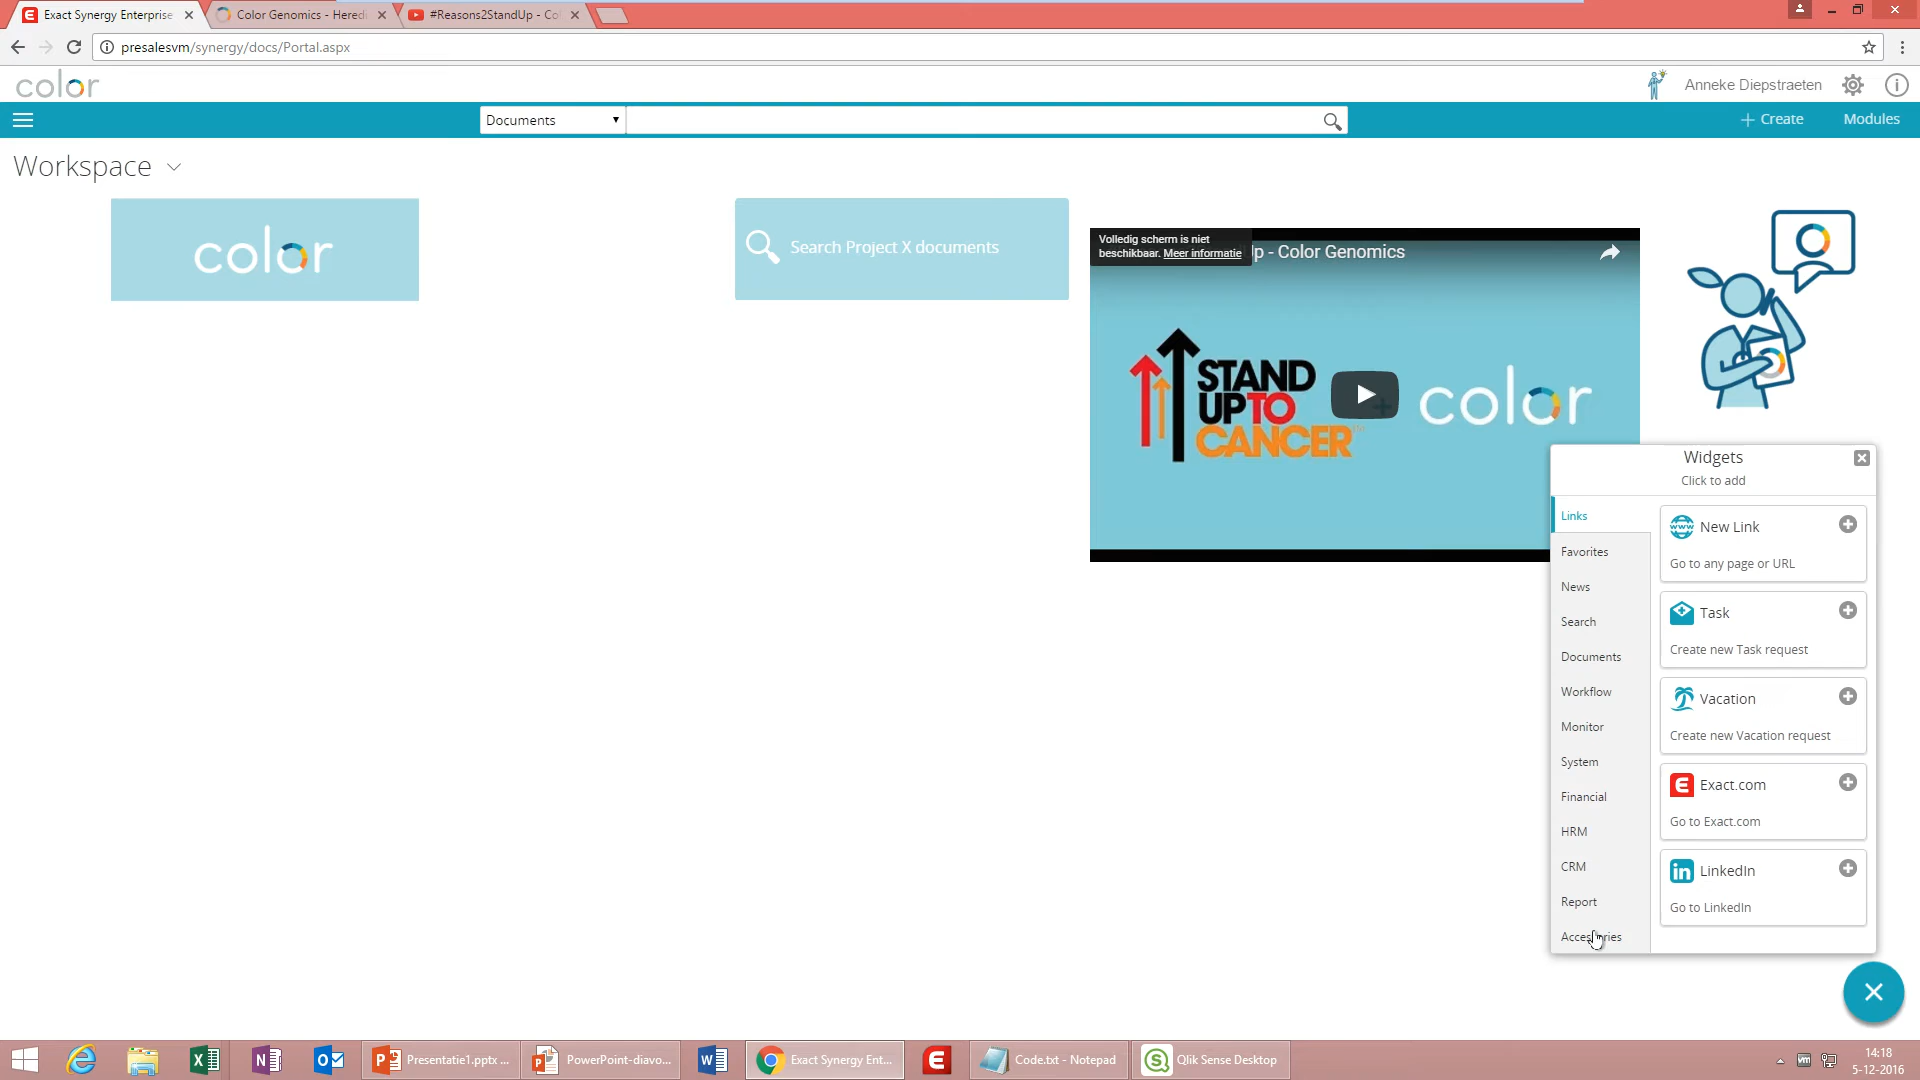 Exact Synergy Enterprise
Color Genomics - Hered
#Reasons2StandUp - Co
presalesvm/synergy/docs/Portal.aspx
color
Anneke Diepstraeten
Documents
Create
Modules
Workspace
color
Search Project X documents
Volledig scherm is niet
beschikbaar. Meer informatie
p - Color Genomics
STAND
UPTO
CANCER
color
Widgets
Click to add
Links
Favorites
News
Search
Documents
Workflow
Monitor
System
Financial
HRM
CRM
Report
Accessories
www
New Link
Go to any page or URL
Task
Create new Task request
Vacation
Create new Vacation request
Exact.com
Go to Exact.com
in
LinkedIn
Go to LinkedIn
Presentatie1.pptx ...
PowerPoint-diavo...
Exact Synergy Ent...
Code.txt - Notepad
Qlik Sense Desktop
14:18
5-12-2016